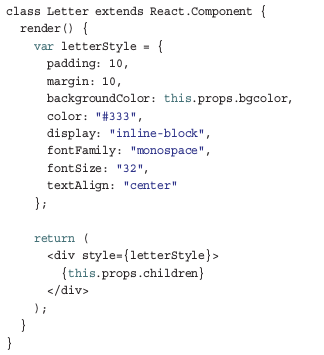 class Letter extends React.Component {
  render() {
    var letterStyle = {
      padding: 10,
      margin: 10,
      backgroundColor: this.props.bgcolor,
      color: "#333",
      display: "inline-block",
      fontFamily: "monospace",
      fontSize: "32",
      textAlign: "center"
    };

    return (
      <div style={letterStyle}>
        {this.props.children}
      </div>
    );
  }
}